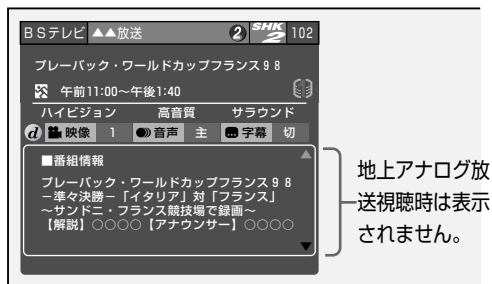 BSテレビ ▲▲放送 2 SHK 2 102
プレーバック・ワールドカップフランス98
午前11:00~午後1:40
ハイビジョン 高音質 サラウンド
d 映像 1 音声 主 字幕 切
■番組情報
プレーバック・ワールドカップフランス98
−準々決勝−「イタリア」対「フランス」
~サンドニ・フランス競技場で録画~
【解説】○○○○【アナウンサー】○○○○
地上アナログ放
送視聴時は表示
されません。